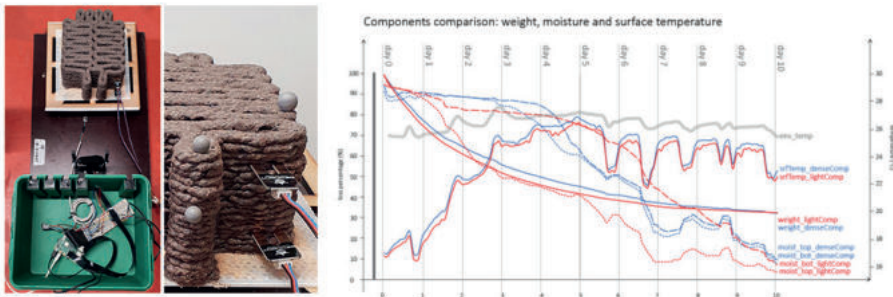 Components comparison: weight, moisture and surface temperature
day 0
day 1
day 2
day 3
day 4
day 5
day 6
day 7
day 8
day 9
day 10
100
90
80
70
60
50
40
30
20
10
0
loss percentage (%)
30
28
26
24
22
20
18
16
env_temp
srfTemp_denseComp
srfTemp_lightComp
weight_lightComp
weight_denseComp
moist_top_denseComp
moist_bot_denseComp
moist_bot_lightComp
moist_top_lightComp
0 1 2 3 4 5 6 7 8 9 10